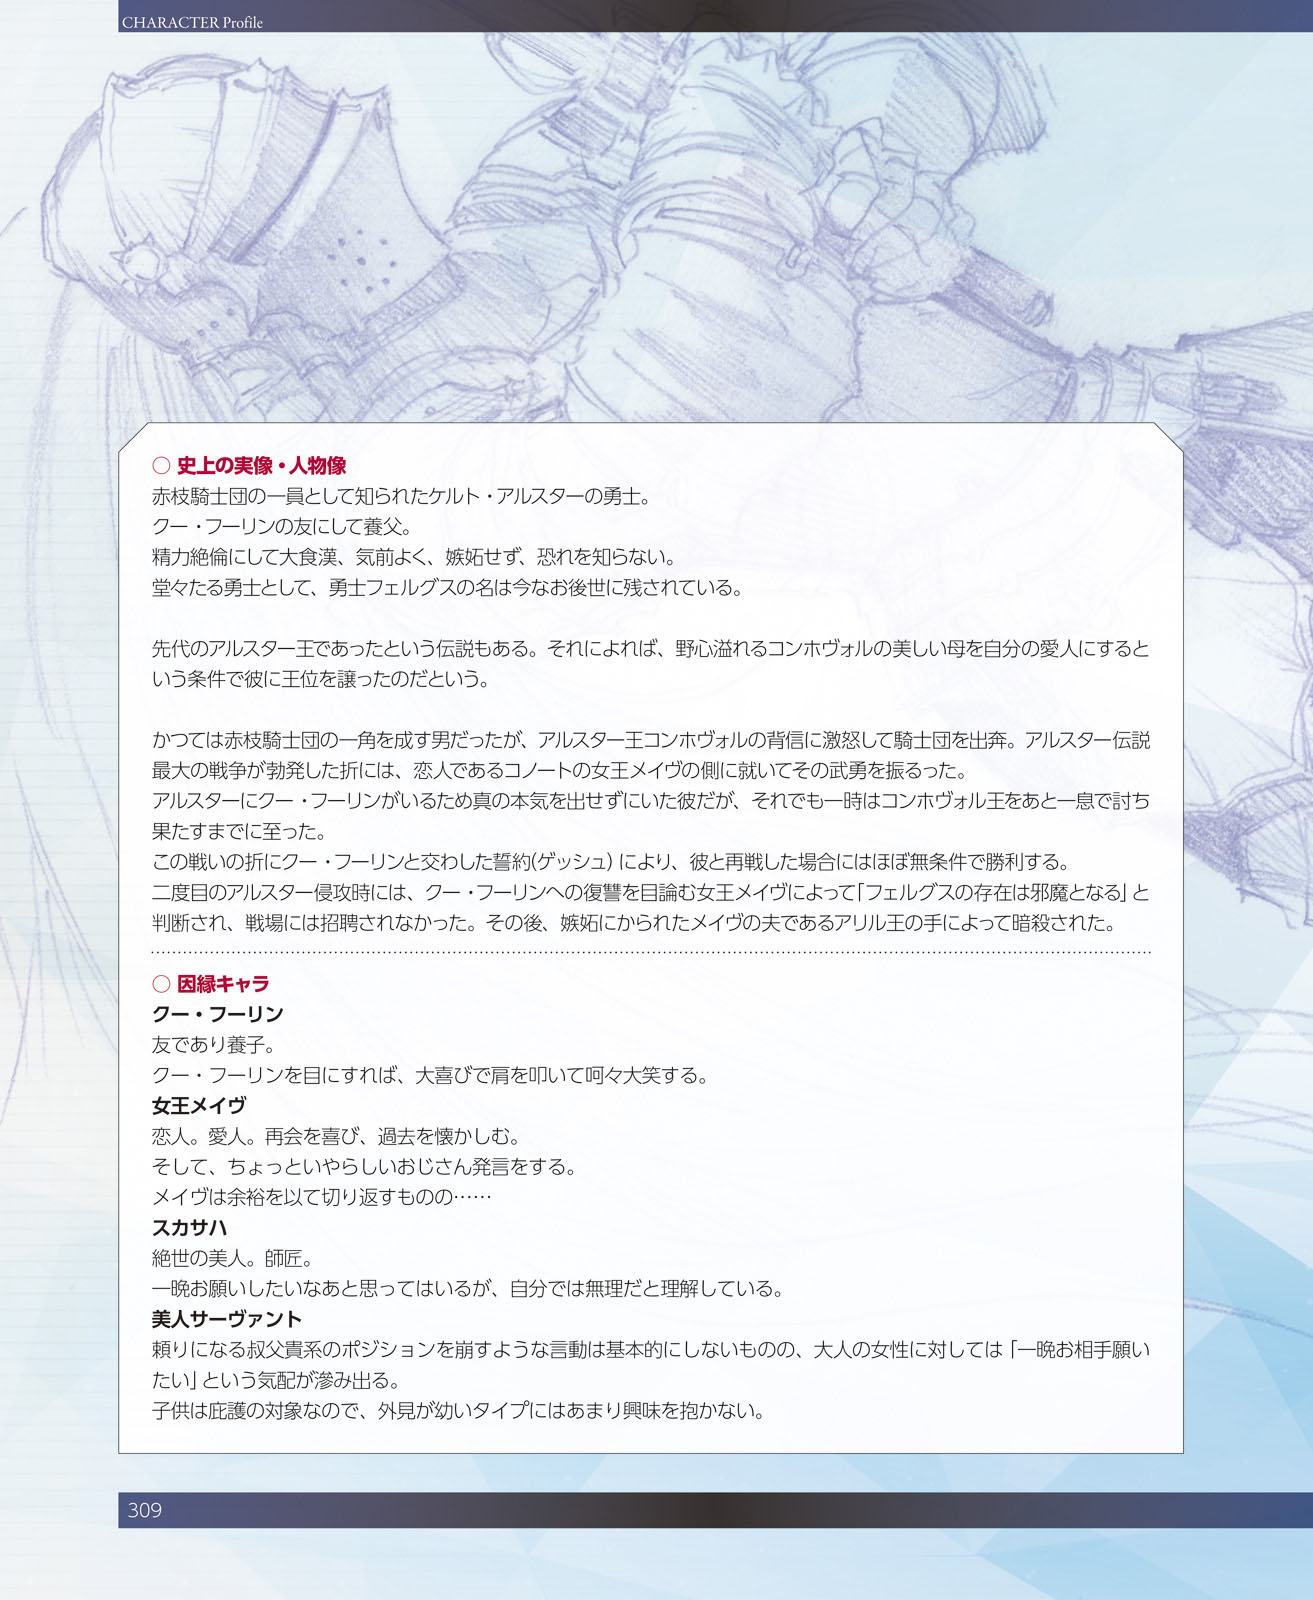 CHARACTER Profile
○ 史上の実像・人物像
赤枝騎士団の一員として知られたケルト・アルスターの勇士。
クー・フーリンの友にして養父。
精力絶倫にして大食漢、気前よく、嫉妬せず、恐れを知らない。
堂々たる勇士として、勇士フェルグスの名は今なお後世に残されている。
先代のアルスター王であったという伝説もある。それによれば、野心溢れるコンホヴォルの美しい母を自分の愛人にすると
いう条件で彼に王位を譲ったのだという。
かつては赤枝騎士団の一角を成す男だったが、アルスター王コンホヴォルの背信に激怒して騎士団を出奔。アルスター伝説
最大の戦争が勃発した折には、恋人であるコノートの女王メイヴの側に就いてその武勇を振るった。
アルスターにクー・フーリンがいるため真の本気を出せずにいた彼だが、それでも一時はコンホヴォル王をあと一息で討ち
果たすまでに至った。
この戦いの折にクー・フーリンと交わした誓約(ゲッシュ)により、彼と再戦した場合にはほぼ無条件で勝利する。
二度目のアルスター侵攻時には、クー・フーリンへの復讐を目論む女王メイヴによって「フェルグスの存在は邪魔となる」と
判断され、戦場には招聘されなかった。その後、嫉妬にかられたメイヴの夫であるアリル王の手によって暗殺された。
○ 因縁キャラ
クー・フーリン
友であり養子。
クー・フーリンを目にすれば、大喜びで肩を叩いて呵々大笑する。
女王メイヴ
恋人。愛人。再会を喜び、過去を懐かしむ。
そして、ちょっといやらしいおじさん発言をする。
メイヴは余裕を以て切り返すものの……
スカサハ
絶世の美人。師匠。
一晩お願いしたいなあと思ってはいるが、自分では無理だと理解している。
美人サーヴァント
頼りになる叔父貴系のポジションを崩すような言動は基本的にしないものの、大人の女性に対しては「一晩お相手願い
たい」という気配が滲み出る。
子供は庇護の対象なので、外見が幼いタイプにはあまり興味を抱かない。
309